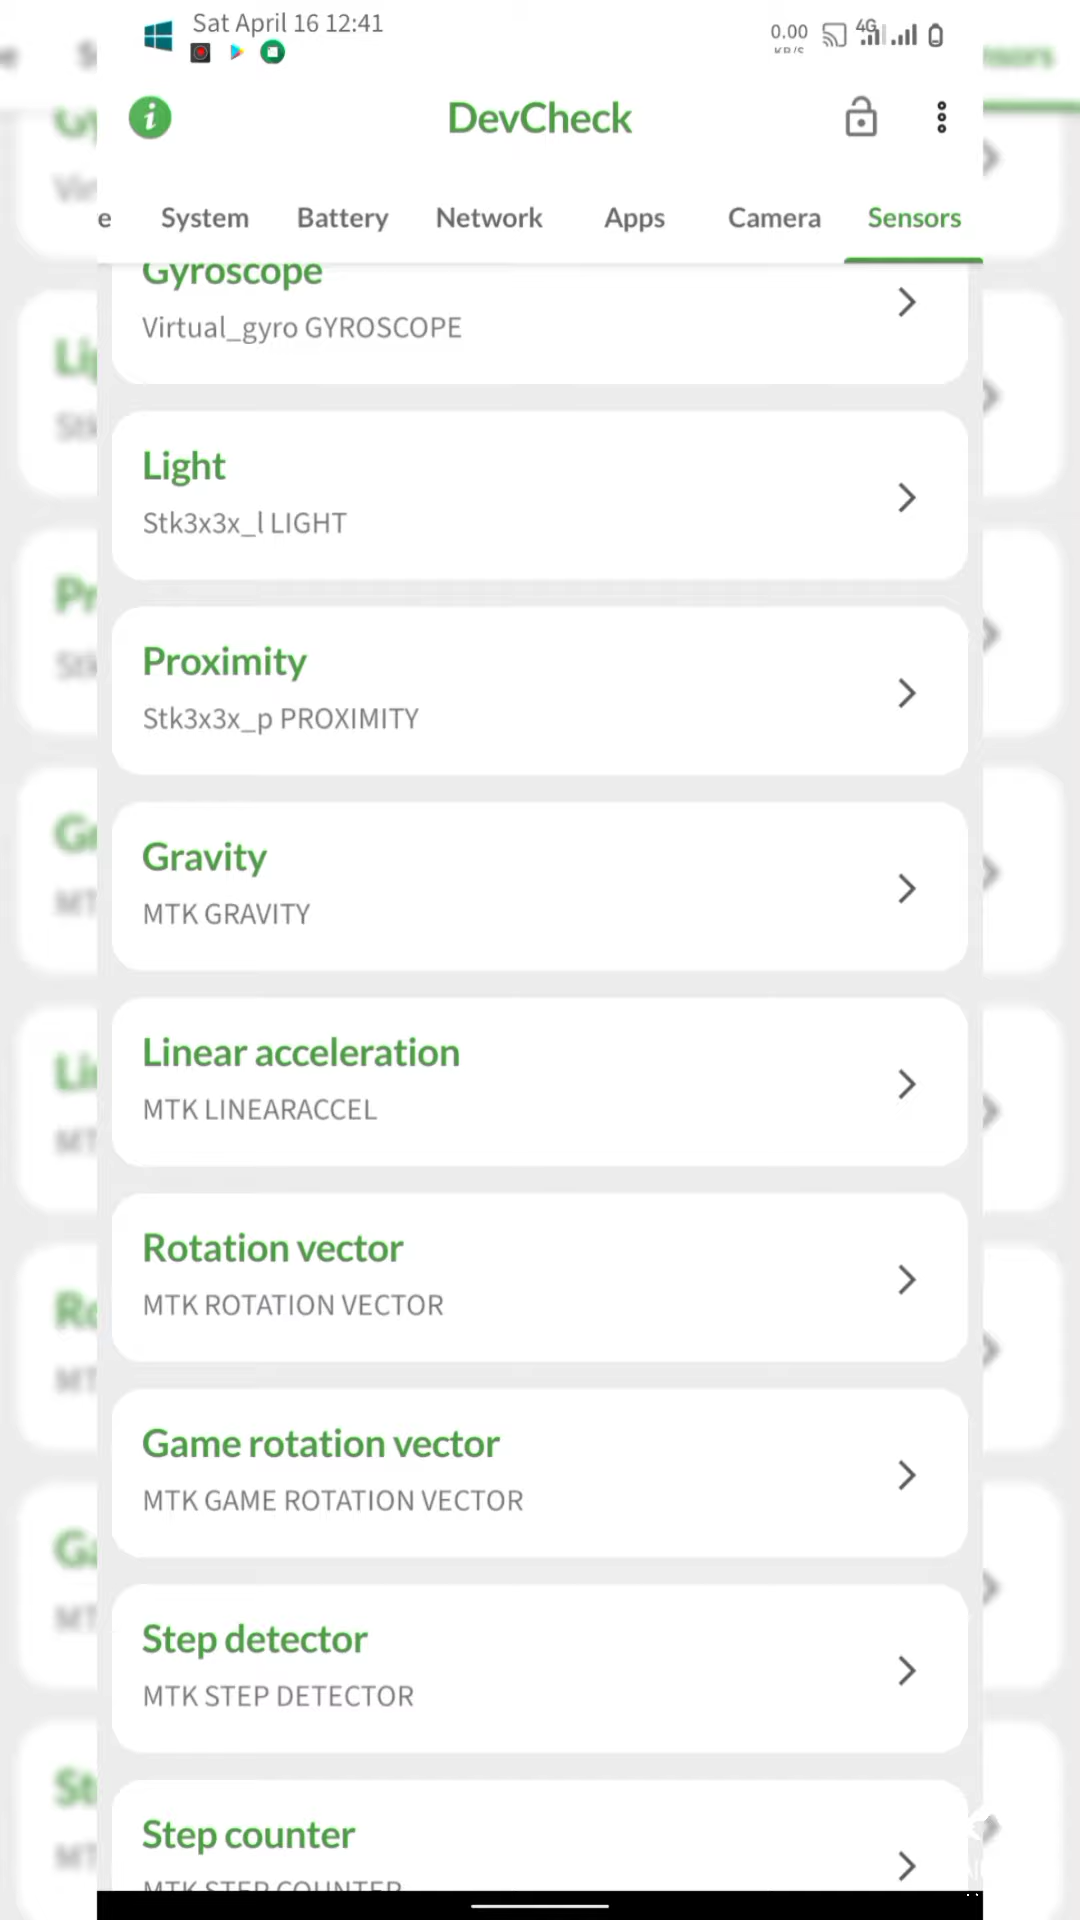 Sat April 16 12:41
0.00
KB/s
4G
DevCheck
e System Battery Network Apps Camera Sensors
Gyroscope
Virtual_gyro GYROSCOPE
Light
Stk3x3x_l LIGHT
Proximity
Stk3x3x_p PROXIMITY
Gravity
MTK GRAVITY
Linear acceleration
MTK LINEARACCEL
Rotation vector
MTK ROTATION VECTOR
Game rotation vector
MTK GAME ROTATION VECTOR
Step detector
MTK STEP DETECTOR
Step counter
MTK STEP COUNTER